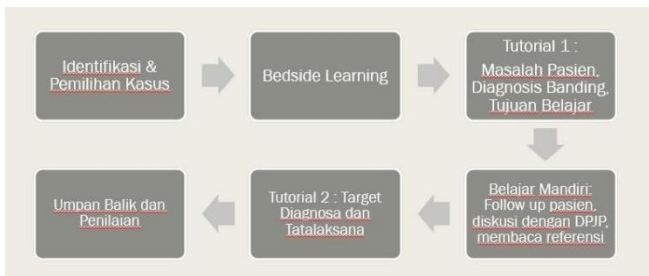 Identifikasi &
Pemilihan Kasus
Bedside Learning
Tutorial 1 :
Masalah Pasien,
Diagnosis Banding,
Tujuan Belajar
Belajar Mandiri:
Follow up pasien,
diskusi dengan DPJP,
membaca referensi
Tutorial 2 : Target
Diagnosa dan
Tatalaksana
Umpan Balik dan
Penilaian